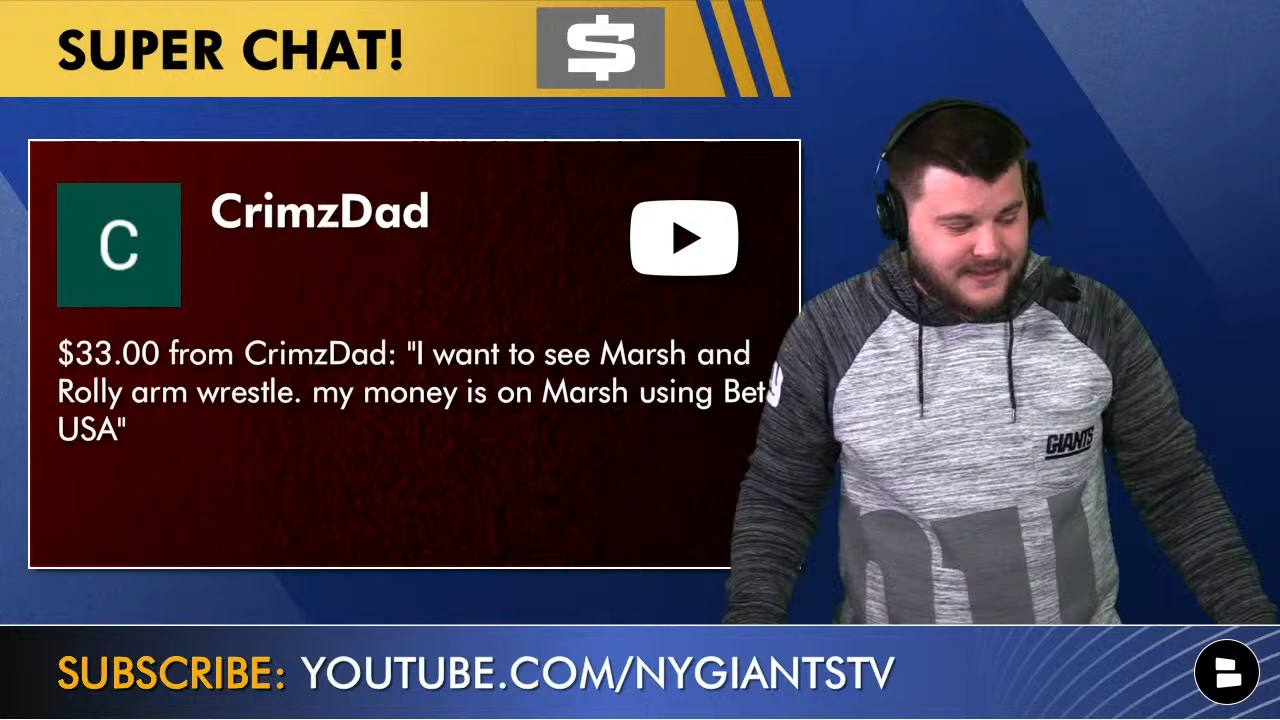 SUPER CHAT!
$
C
CrimzDad
$33.00 from CrimzDad: "I want to see Marsh and
Rolly arm wrestle. my money is on Marsh using Bet
USA"
GIANTS
ny
SUBSCRIBE: YOUTUBE.COM/NYGIANTSTV